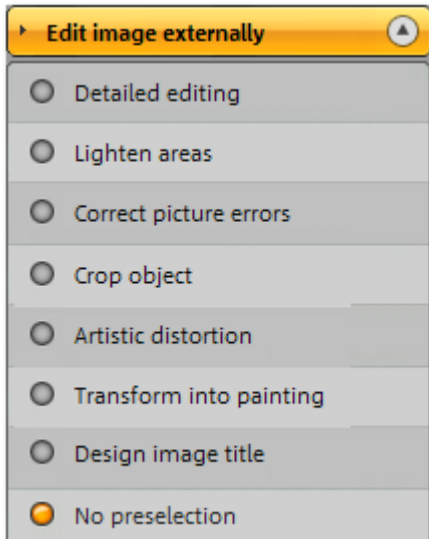 Edit image externally
Detailed editing
Lighten areas
Correct picture errors
Crop object
Artistic distortion
Transform into painting
Design image title
No preselection